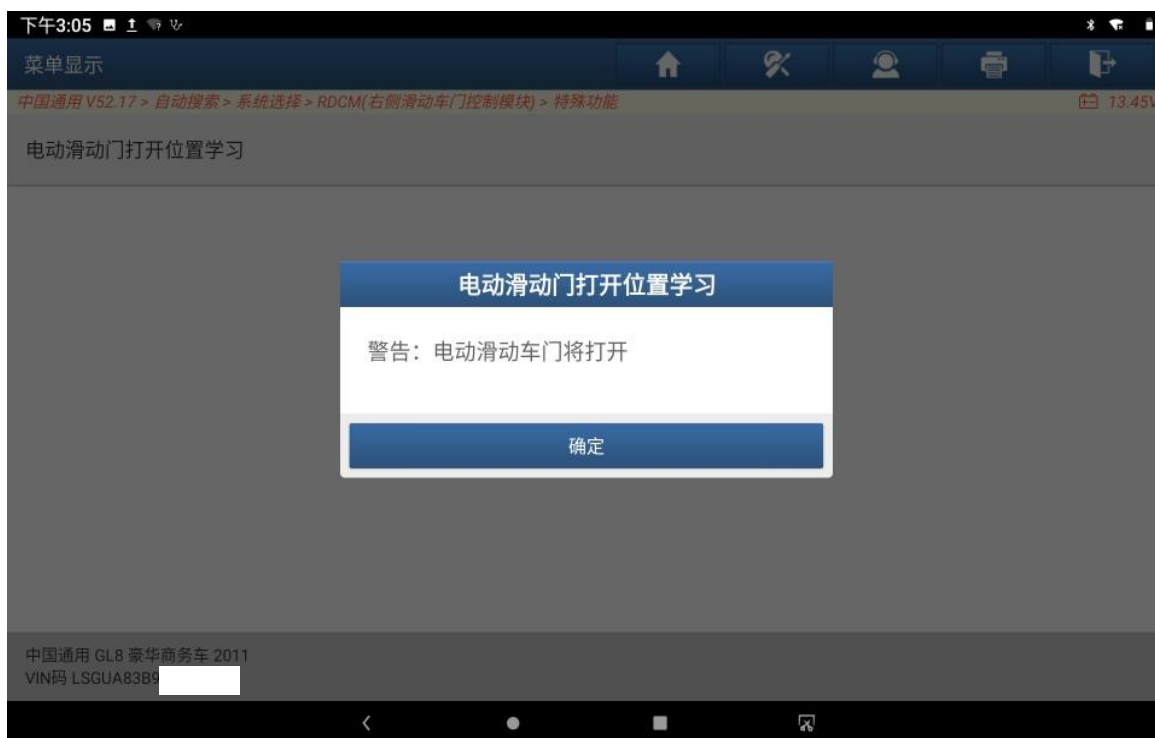 下午3:05
菜单显示
中国通用 V52.17 > 自动搜索 > 系统选择 > RDCM(右侧滑动车门控制模块) > 特殊功能
13.45V
电动滑动门打开位置学习
电动滑动门打开位置学习
警告：电动滑动车门将打开
确定
中国通用 GL8 豪华商务车 2011
VIN码 LSGUA83B9